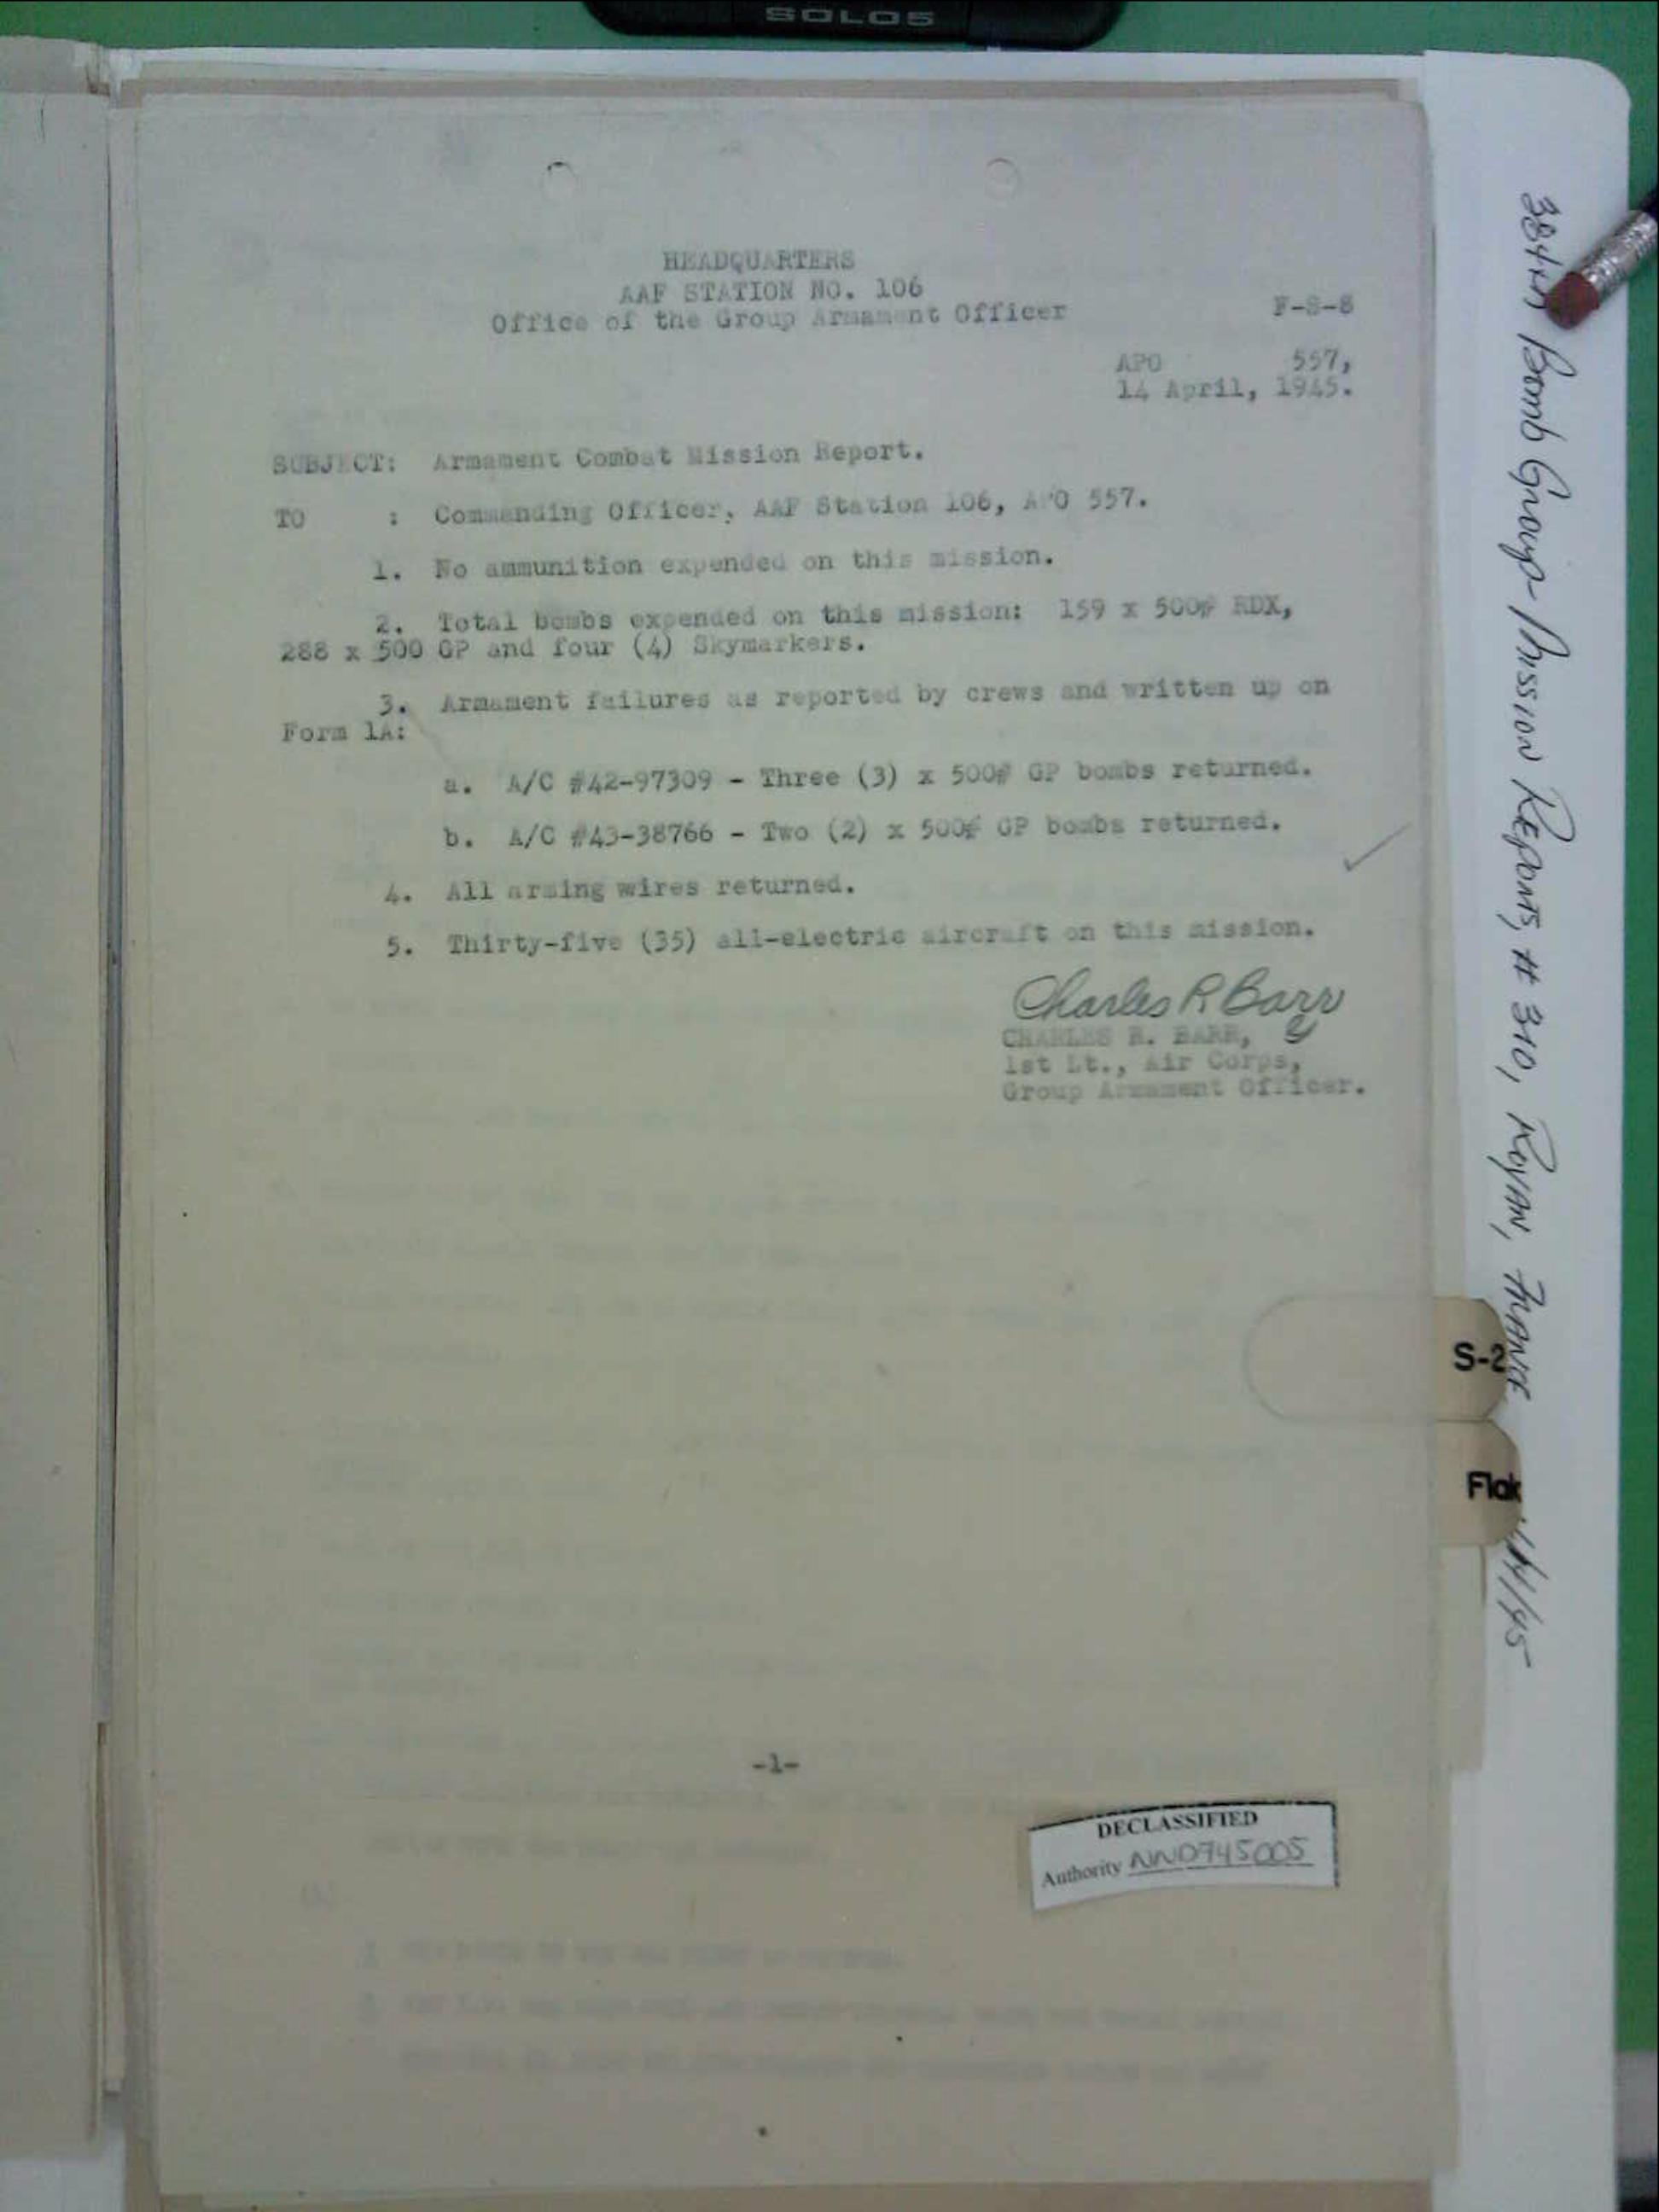 SOLO5
HEADQUARTERS
AAF STATION NO. 106
Office of the Group Armament Officer
F-S-8
APO 557,
14 April, 1945.
SUBJECT: Armament Combat Mission Report.
TO : Commanding Officer, AAF Station 106, APO 557.
1. No ammunition expended on this mission.
2. Total bombs expended on this mission: 159 x 500# RDX,
288 x 500 GP and four (4) Skymarkers.
3. Armament failures as reported by crews and written up on
Form 1A:
a. A/C #42-97309 - Three (3) x 500# GP bombs returned.
b. A/C #43-38766 - Two (2) x 500# GP bombs returned.
4. All arming wires returned.
5. Thirty-five (35) all-electric aircraft on this mission.
Charles R Barr
CHARLES R. BARR,
1st Lt., Air Corps,
Group Armament Officer.
-1-
DECLASSIFIED
Authority NND745005
S-2
Flak
384th Bomb Group - Mission Reports, # 310, Royan, France
14/45